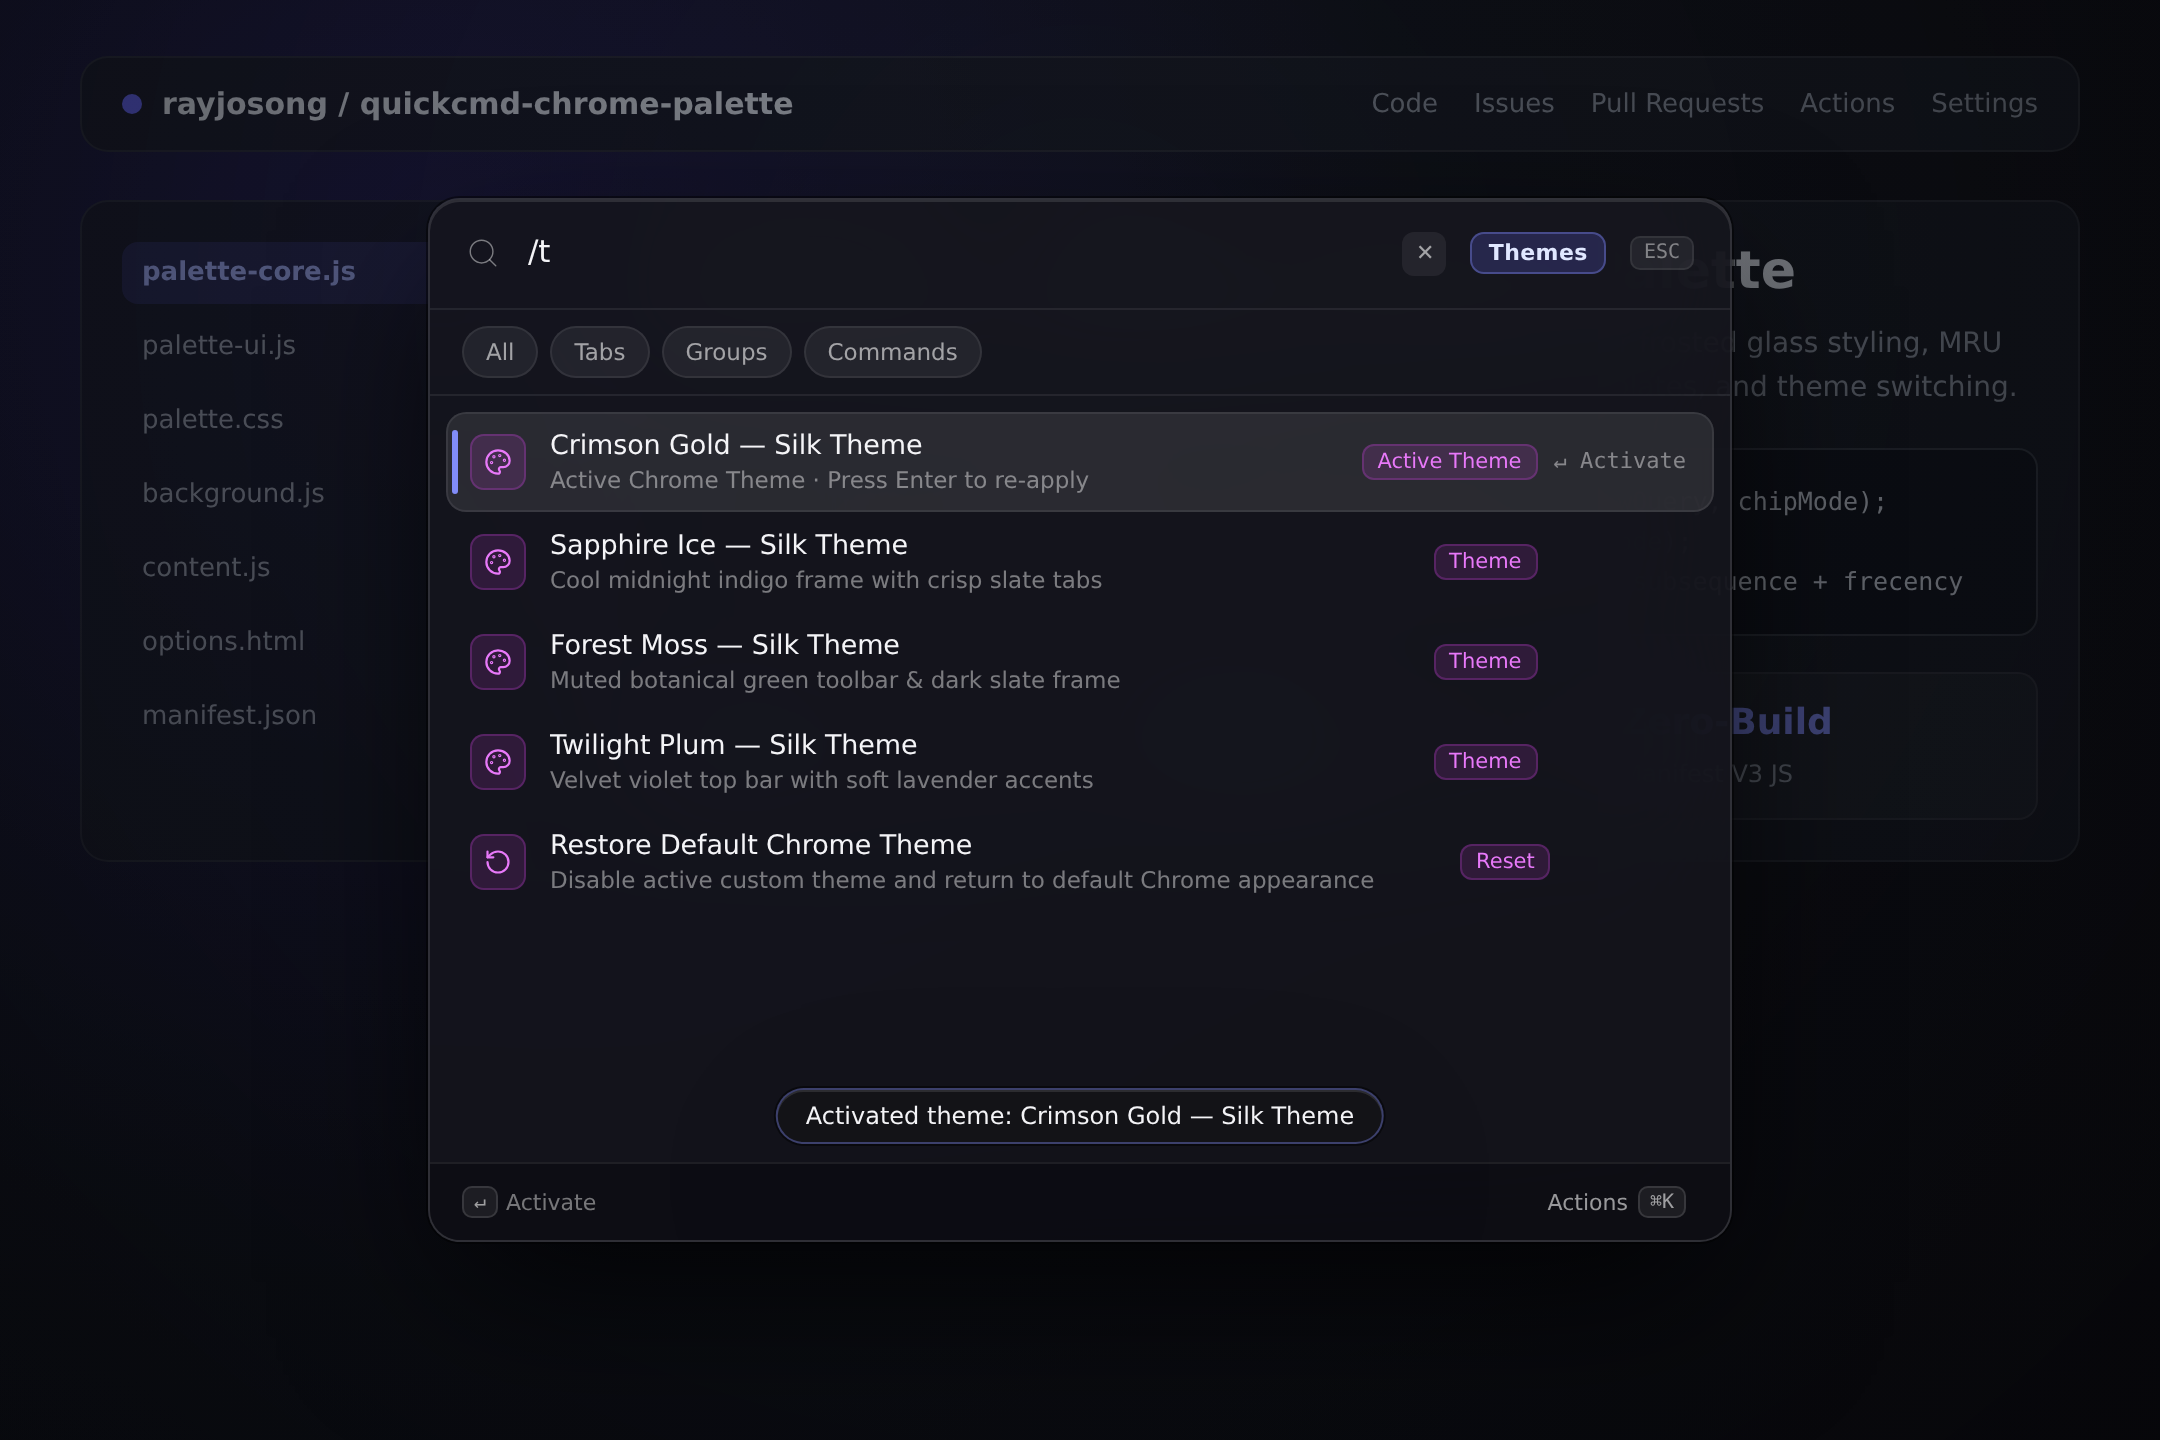 rayjosong / quickcmd-chrome-palette
Code Issues Pull Requests Actions Settings
palette-core.js
palette-ui.js
palette.css
background.js
content.js
options.html
manifest.json
/t
✕ Themes ESC
All Tabs Groups Commands
Crimson Gold — Silk Theme
Active Chrome Theme · Press Enter to re-apply
Active Theme ↵ Activate
Sapphire Ice — Silk Theme
Cool midnight indigo frame with crisp slate tabs
Theme
Forest Moss — Silk Theme
Muted botanical green toolbar & dark slate frame
Theme
Twilight Plum — Silk Theme
Velvet violet top bar with soft lavender accents
Theme
Restore Default Chrome Theme
Disable active custom theme and return to default Chrome appearance
Reset
Activated theme: Crimson Gold — Silk Theme
↵ Activate
Actions ⌘K
tte
glass styling, MRU
and theme switching.
chipMode);
sequence + frecency
ro-Build
V3 JS